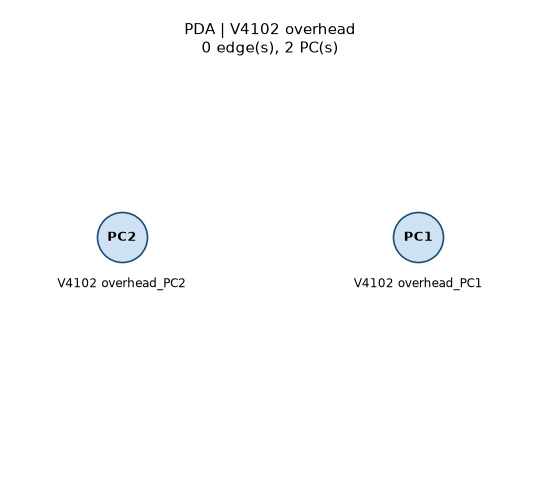 PDA | V4102 overhead
0 edge(s), 2 PC(s)
PC2
PC1
V4102 overhead_PC2
V4102 overhead_PC1